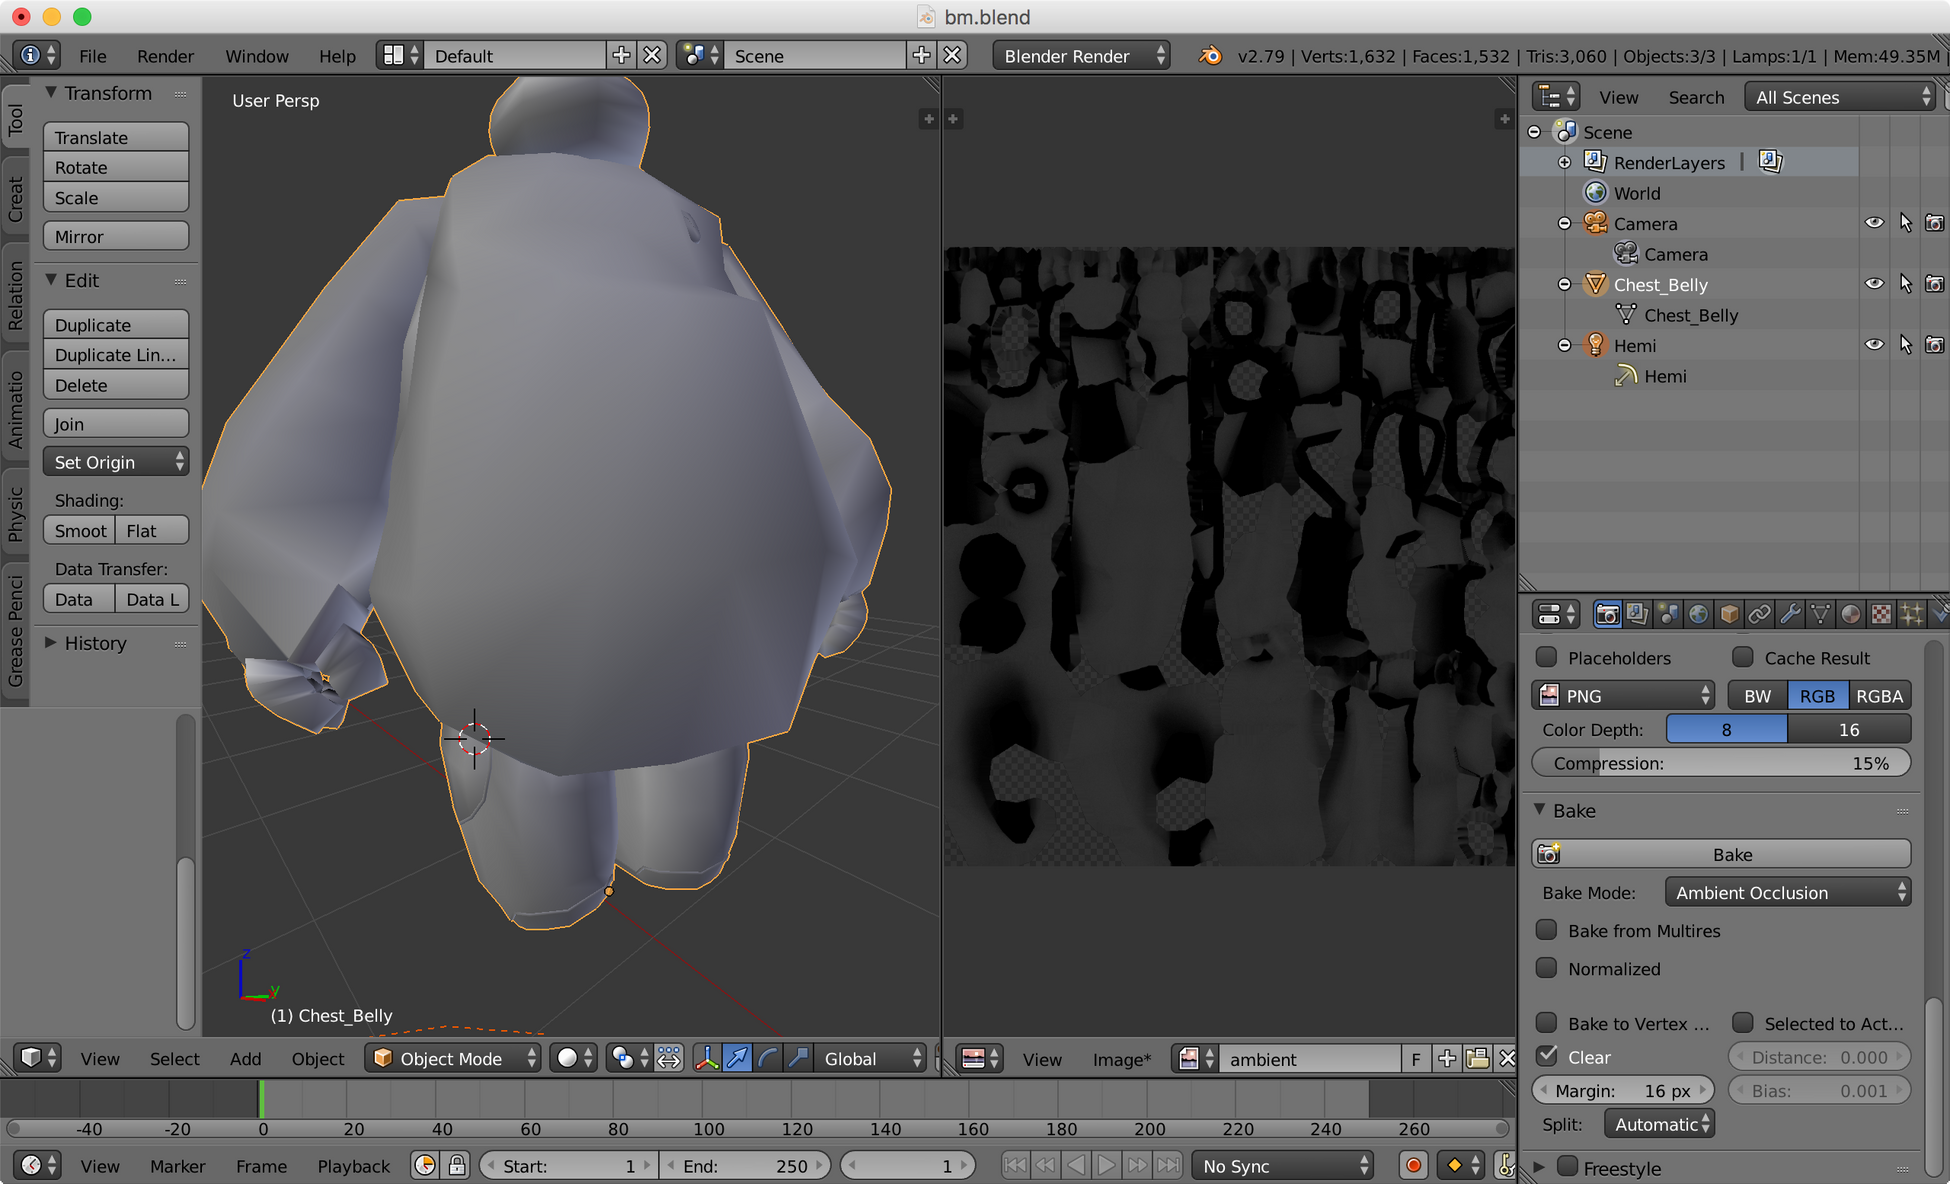 bm.blend
File Render Window Help Default Scene Blender Render v2.79 | Verts:1,632 | Faces:1,532 | Tris:3,060 | Objects:3/3 | Lamps:1/1 | Mem:49.35M
Tool
Creat
Relation
Animatio
Physic
Grease Penci
Transform
Translate
Rotate
Scale
Mirror
Edit
Duplicate
Duplicate Lin...
Delete
Join
Set Origin
Shading:
Smoot Flat
Data Transfer:
Data Data L
History
User Persp
z
y
(1) Chest_Belly
View Select Add Object Object Mode Global
View Image* ambient F
View Search All Scenes
Scene
RenderLayers |
World
Camera
Camera
Chest_Belly
Chest_Belly
Hemi
Hemi
Placeholders Cache Result
PNG BW RGB RGBA
Color Depth: 8 16
Compression: 15%
Bake
Bake
Bake Mode: Ambient Occlusion
Bake from Multires
Normalized
Bake to Vertex ... Selected to Act...
Clear Distance: 0.000
Margin: 16 px Bias: 0.001
Split: Automatic
Freestyle
-40 -20 0 20 40 60 80 100 120 140 160 180 200 220 240 260
View Marker Frame Playback Start: 1 End: 250 1 No Sync